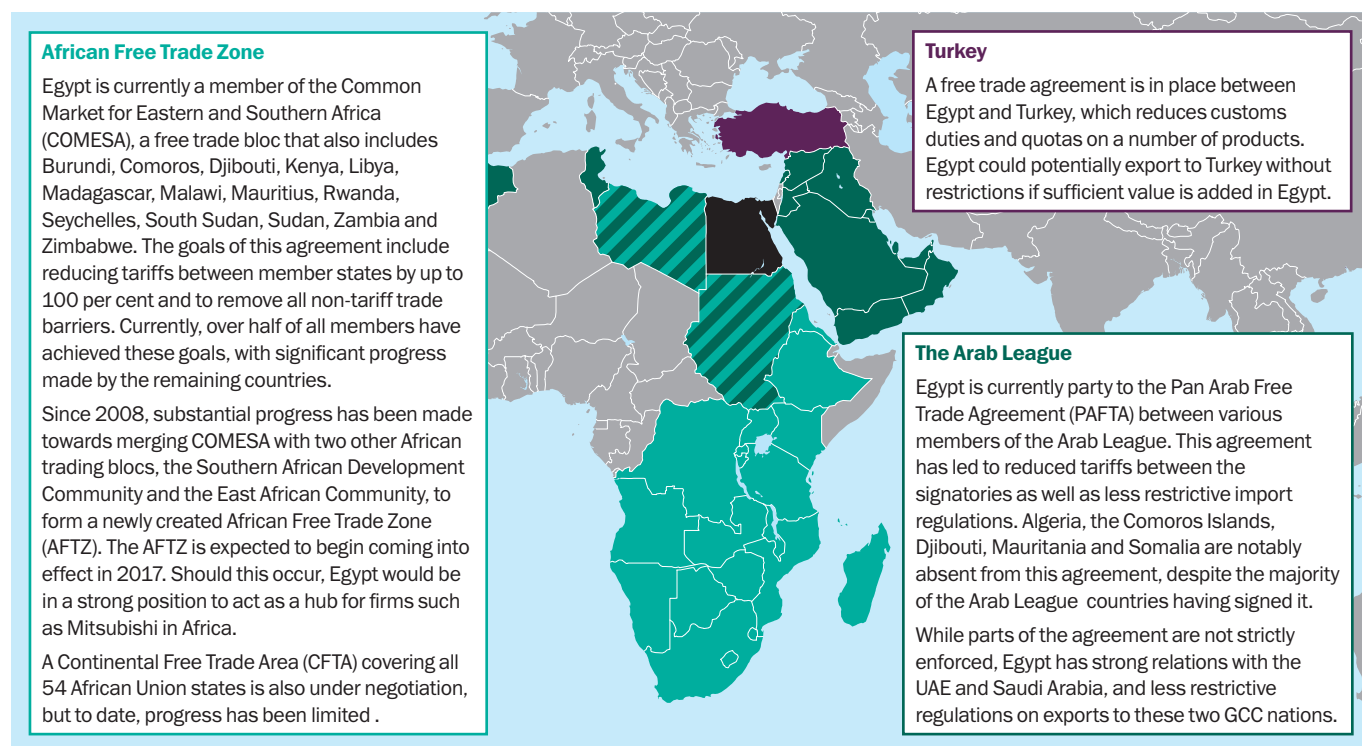 African Free Trade Zone
Egypt is currently a member of the Common
Market for Eastern and Southern Africa
(COMESA), a free trade bloc that also includes
Burundi, Comoros, Djibouti, Kenya, Libya,
Madagascar, Malawi, Mauritius, Rwanda,
Seychelles, South Sudan, Sudan, Zambia and
Zimbabwe. The goals of this agreement include
reducing tariffs between member states by up to
100 per cent and to remove all non-tariff trade
barriers. Currently, over half of all members have
achieved these goals, with significant progress
made by the remaining countries.
Since 2008, substantial progress has been made
towards merging COMESA with two other African
trading blocs, the Southern African Development
Community and the East African Community, to
form a newly created African Free Trade Zone
(AFTZ). The AFTZ is expected to begin coming into
effect in 2017. Should this occur, Egypt would be
in a strong position to act as a hub for firms such
as Mitsubishi in Africa.
A Continental Free Trade Area (CFTA) covering all
54 African Union states is also under negotiation,
but to date, progress has been limited .
Turkey
A free trade agreement is in place between
Egypt and Turkey, which reduces customs
duties and quotas on a number of products.
Egypt could potentially export to Turkey without
restrictions if sufficient value is added in Egypt.
The Arab League
Egypt is currently party to the Pan Arab Free
Trade Agreement (PAFTA) between various
members of the Arab League. This agreement
has led to reduced tariffs between the
signatories as well as less restrictive import
regulations. Algeria, the Comoros Islands,
Djibouti, Mauritania and Somalia are notably
absent from this agreement, despite the majority
of the Arab League  countries having signed it.
While parts of the agreement are not strictly
enforced, Egypt has strong relations with the
UAE and Saudi Arabia, and less restrictive
regulations on exports to these two GCC nations.